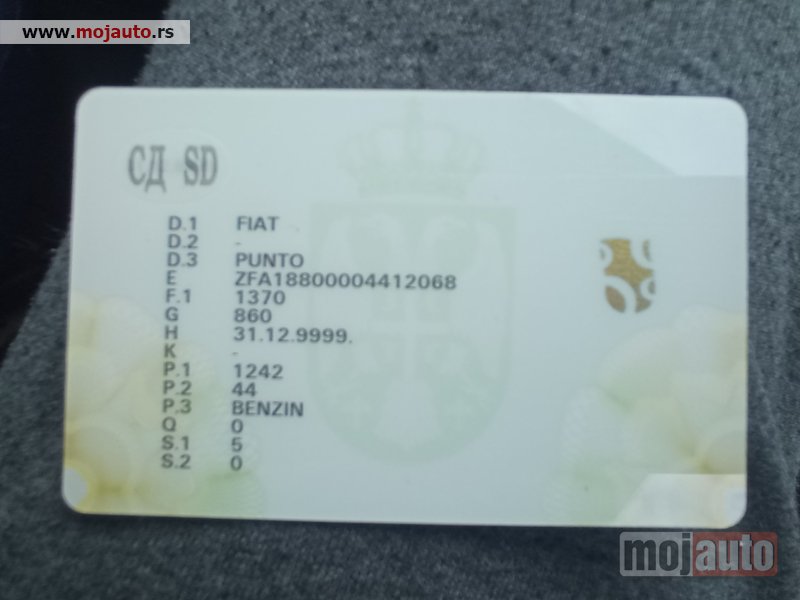 www.mojauto.rs
СД SD
D.1 FIAT
D.2 -
D.3 PUNTO
E ZFA18800004412068
F.1 1370
G 860
H 31.12.9999.
K -
P.1 1242
P.2 44
P.3 BENZIN
Q 0
S.1 5
S.2 0
mojauto